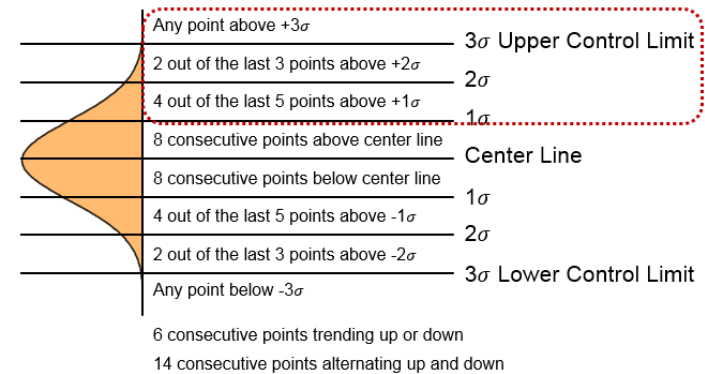 Any point above +3σ
3σ Upper Control Limit
2 out of the last 3 points above +2σ
2σ
4 out of the last 5 points above +1σ
1σ
8 consecutive points above center line
Center Line
8 consecutive points below center line
1σ
4 out of the last 5 points above -1σ
2σ
2 out of the last 3 points above -2σ
3σ Lower Control Limit
Any point below -3σ
6 consecutive points trending up or down
14 consecutive points alternating up and down